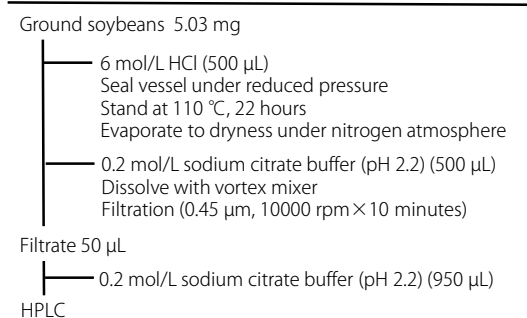 Ground soybeans 5.03 mg
6 mol/L HCl (500 µL)
Seal vessel under reduced pressure
Stand at 110 ℃, 22 hours
Evaporate to dryness under nitrogen atmosphere
0.2 mol/L sodium citrate buffer (pH 2.2) (500 µL)
Dissolve with vortex mixer
Filtration (0.45 µm, 10000 rpm×10 minutes)
Filtrate 50 µL
0.2 mol/L sodium citrate buffer (pH 2.2) (950 µL)
HPLC